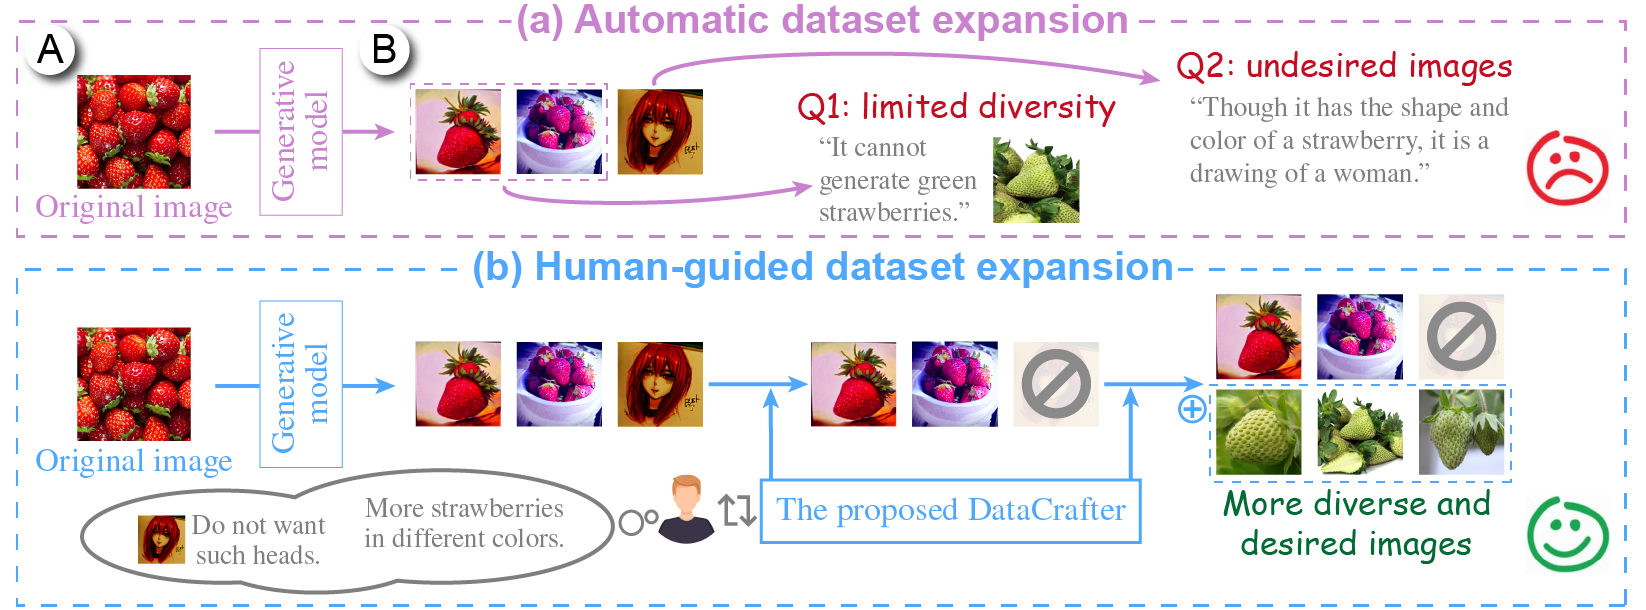 (a) Automatic dataset expansion
A
B
Generative
model
Original image
Q1: limited diversity
“It cannot
generate green
strawberries.”
Q2: undesired images
“Though it has the shape and
color of a strawberry, it is a
drawing of a woman.”
(b) Human-guided dataset expansion
Generative
model
Original image
Do not want
such heads.
More strawberries
in different colors.
The proposed DataCrafter
More diverse and
desired images